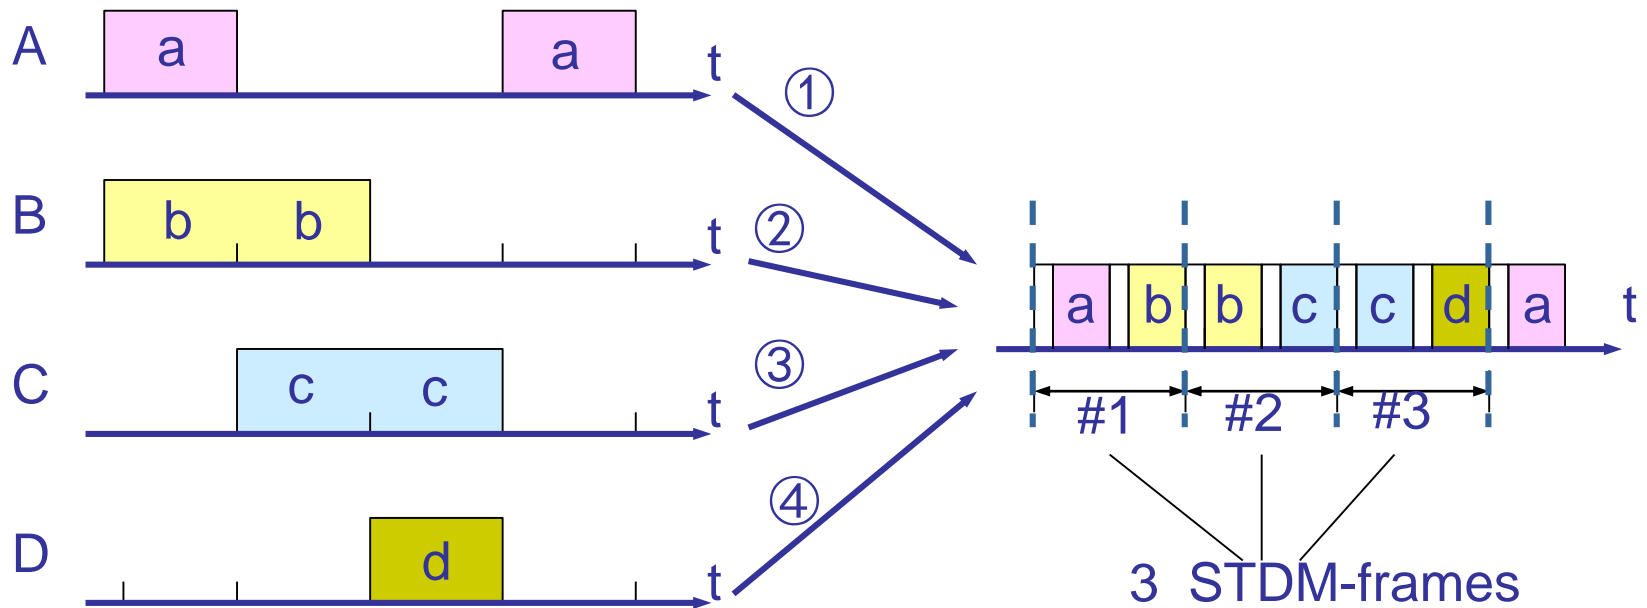 A a a t
①
B b b t
②
a b b c c d a t
C c c t
③
#1 #2 #3
④
D d t
3 STDM-frames